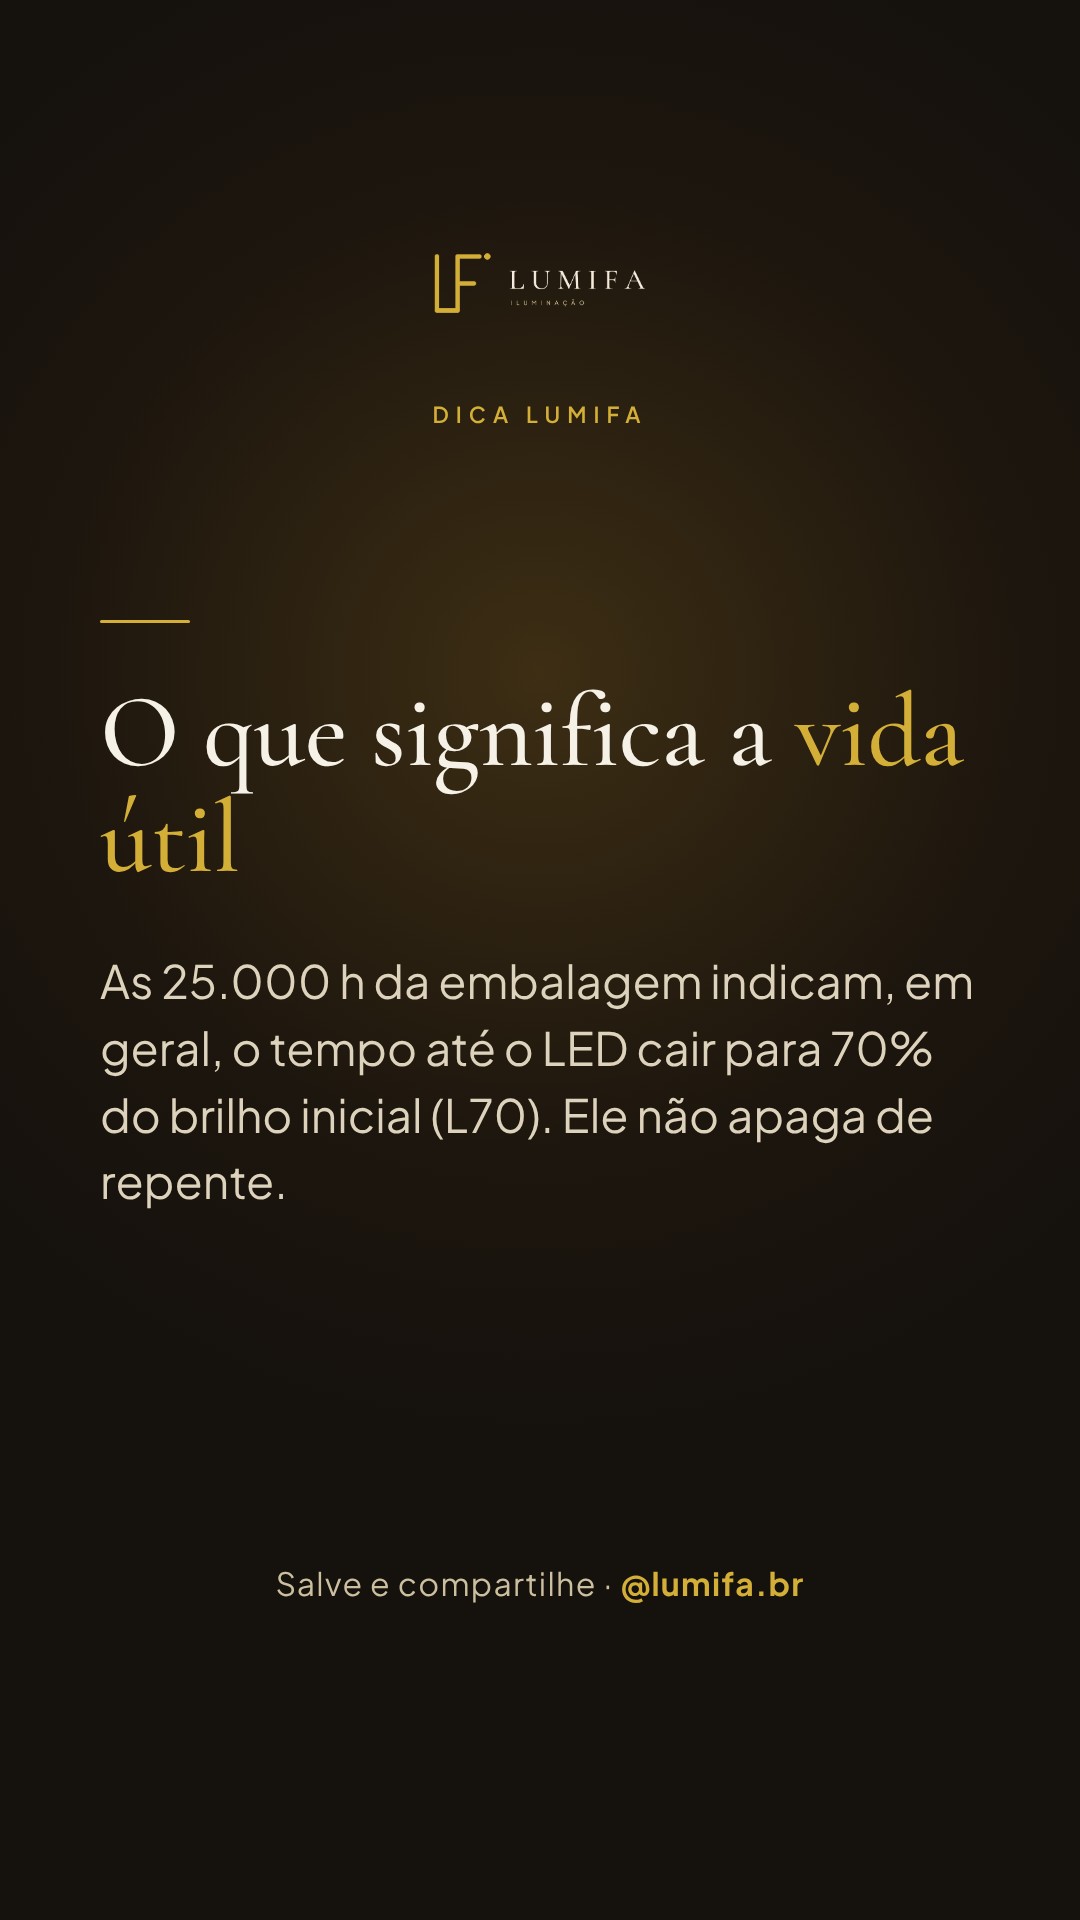 LF
LUMIFA
ILUMINAÇÃO
DICA LUMIFA
O que significa a vida
útil
As 25.000 h da embalagem indicam, em
geral, o tempo até o LED cair para 70%
do brilho inicial (L70). Ele não apaga de
repente.
Salve e compartilhe · @lumifa.br